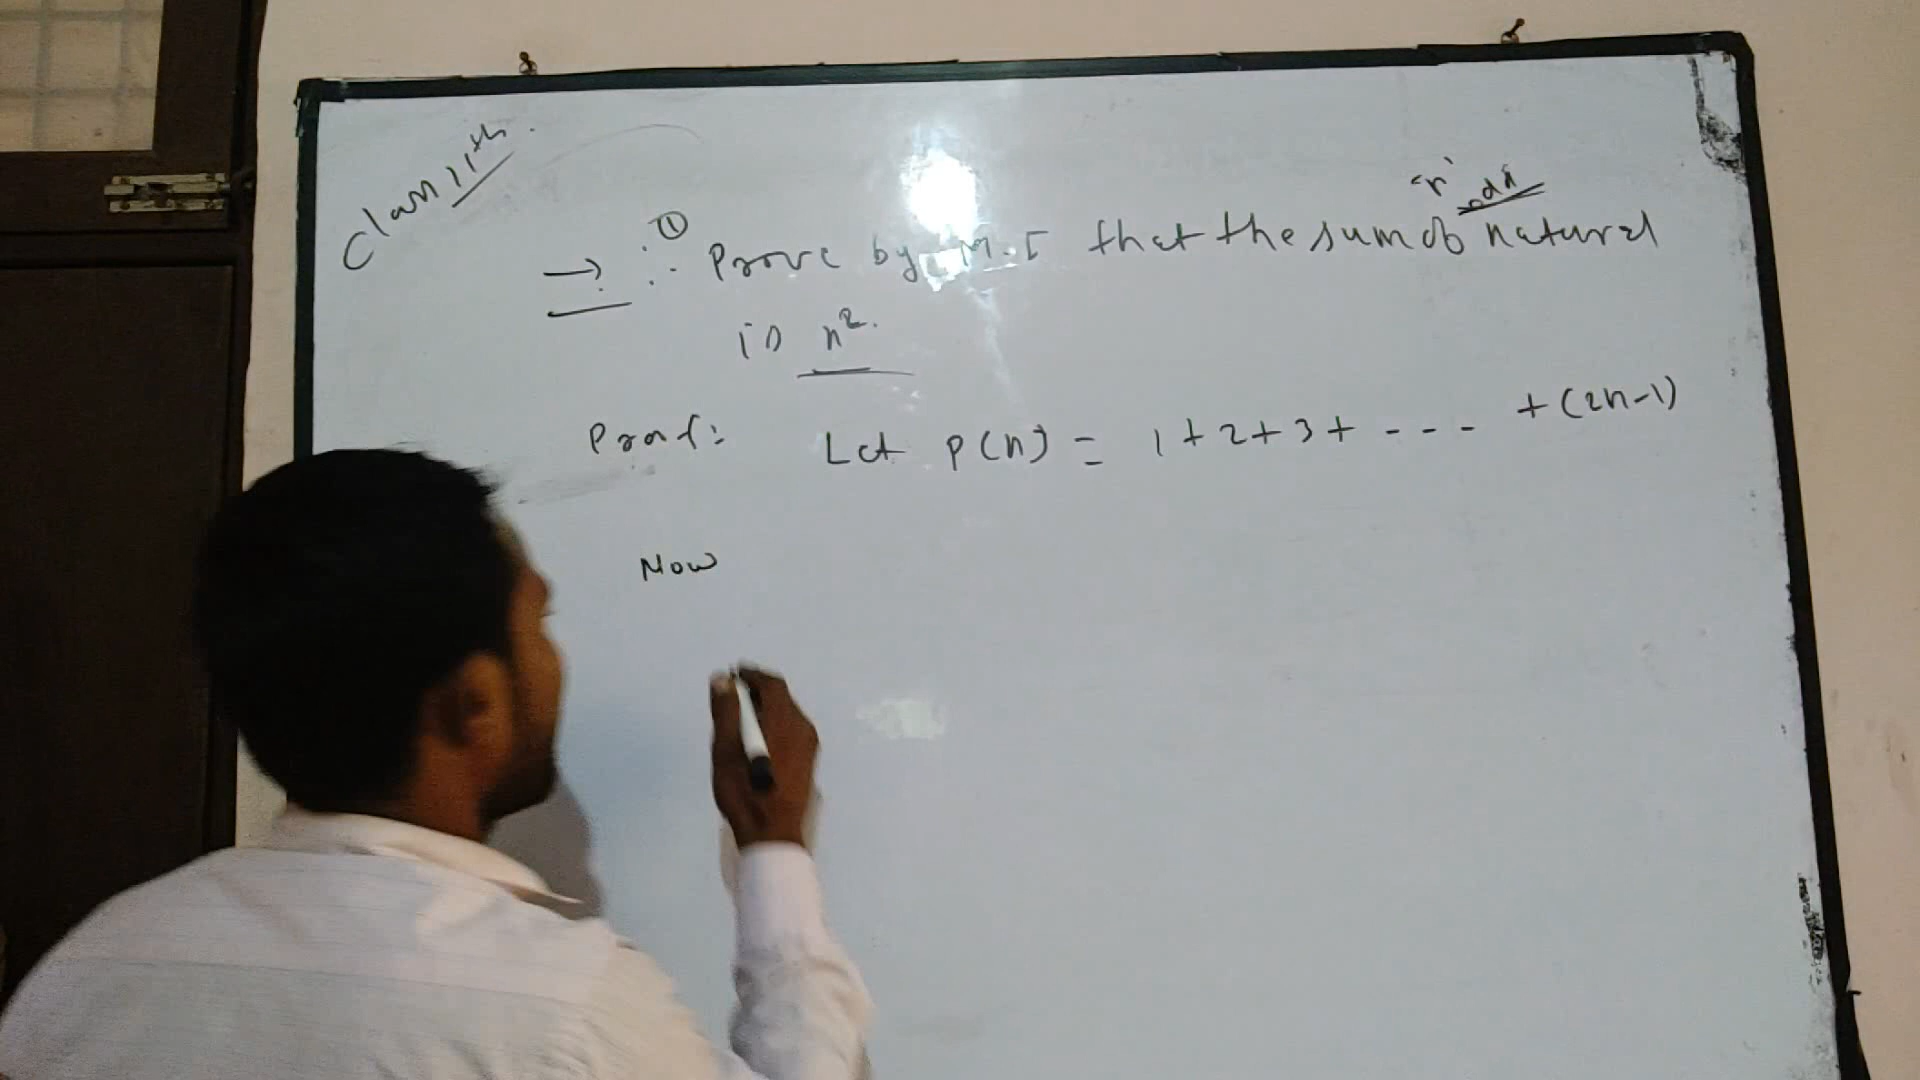 Class 11th.
'n' odd
→ : ① Prove by M.I that the sum of natural
is n².
Proof: Let P(n) = 1+2+3+ ---- +(2n-1)
Now